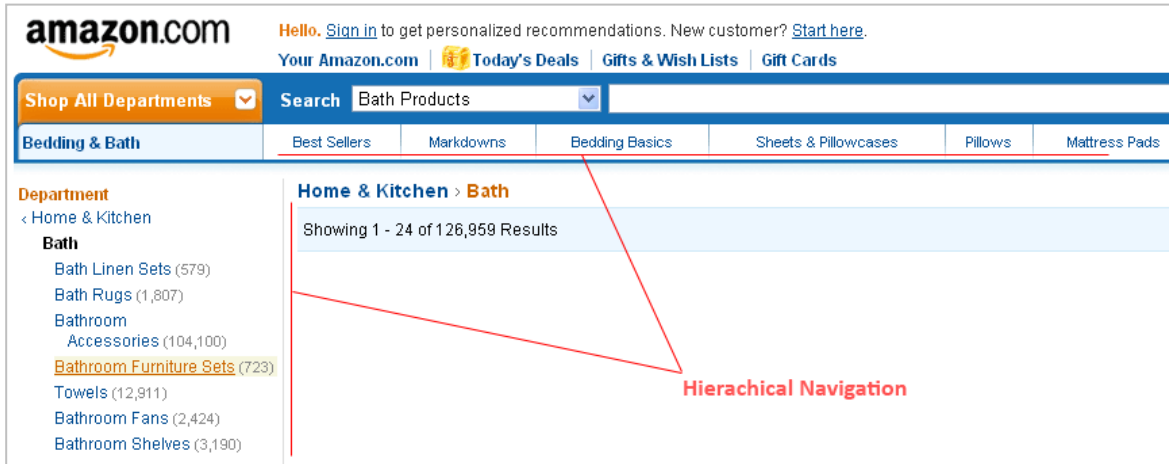 amazon.com
Hello. Sign in to get personalized recommendations. New customer? Start here.
Your Amazon.com Today's Deals Gifts & Wish Lists Gift Cards
Shop All Departments Search Bath Products
Bedding & Bath Best Sellers Markdowns Bedding Basics Sheets & Pillowcases Pillows Mattress Pads
Department
‹ Home & Kitchen
Bath
Bath Linen Sets (579)
Bath Rugs (1,807)
Bathroom
Accessories (104,100)
Bathroom Furniture Sets (723)
Towels (12,911)
Bathroom Fans (2,424)
Bathroom Shelves (3,190)
Home & Kitchen › Bath
Showing 1 - 24 of 126,959 Results
Hierachical Navigation